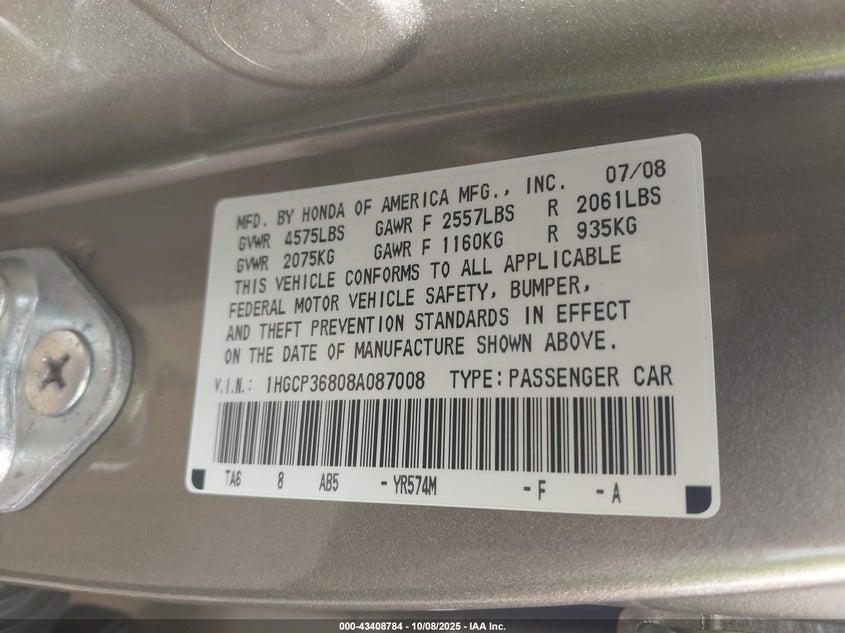 07/08
MFD. BY HONDA OF AMERICA MFG., INC.
GVWR 4575LBS GAWR F 2557LBS R 2061LBS
GVWR 2075KG GAWR F 1160KG R 935KG
THIS VEHICLE CONFORMS TO ALL APPLICABLE
FEDERAL MOTOR VEHICLE SAFETY, BUMPER,
AND THEFT PREVENTION STANDARDS IN EFFECT
ON THE DATE OF MANUFACTURE SHOWN ABOVE.
V.I.N.: 1HGCP36808A087008 TYPE: PASSENGER CAR
TA6 8 AB5 -YR574M -F -A
000-43408784 - 10/08/2025 - IAA Inc.